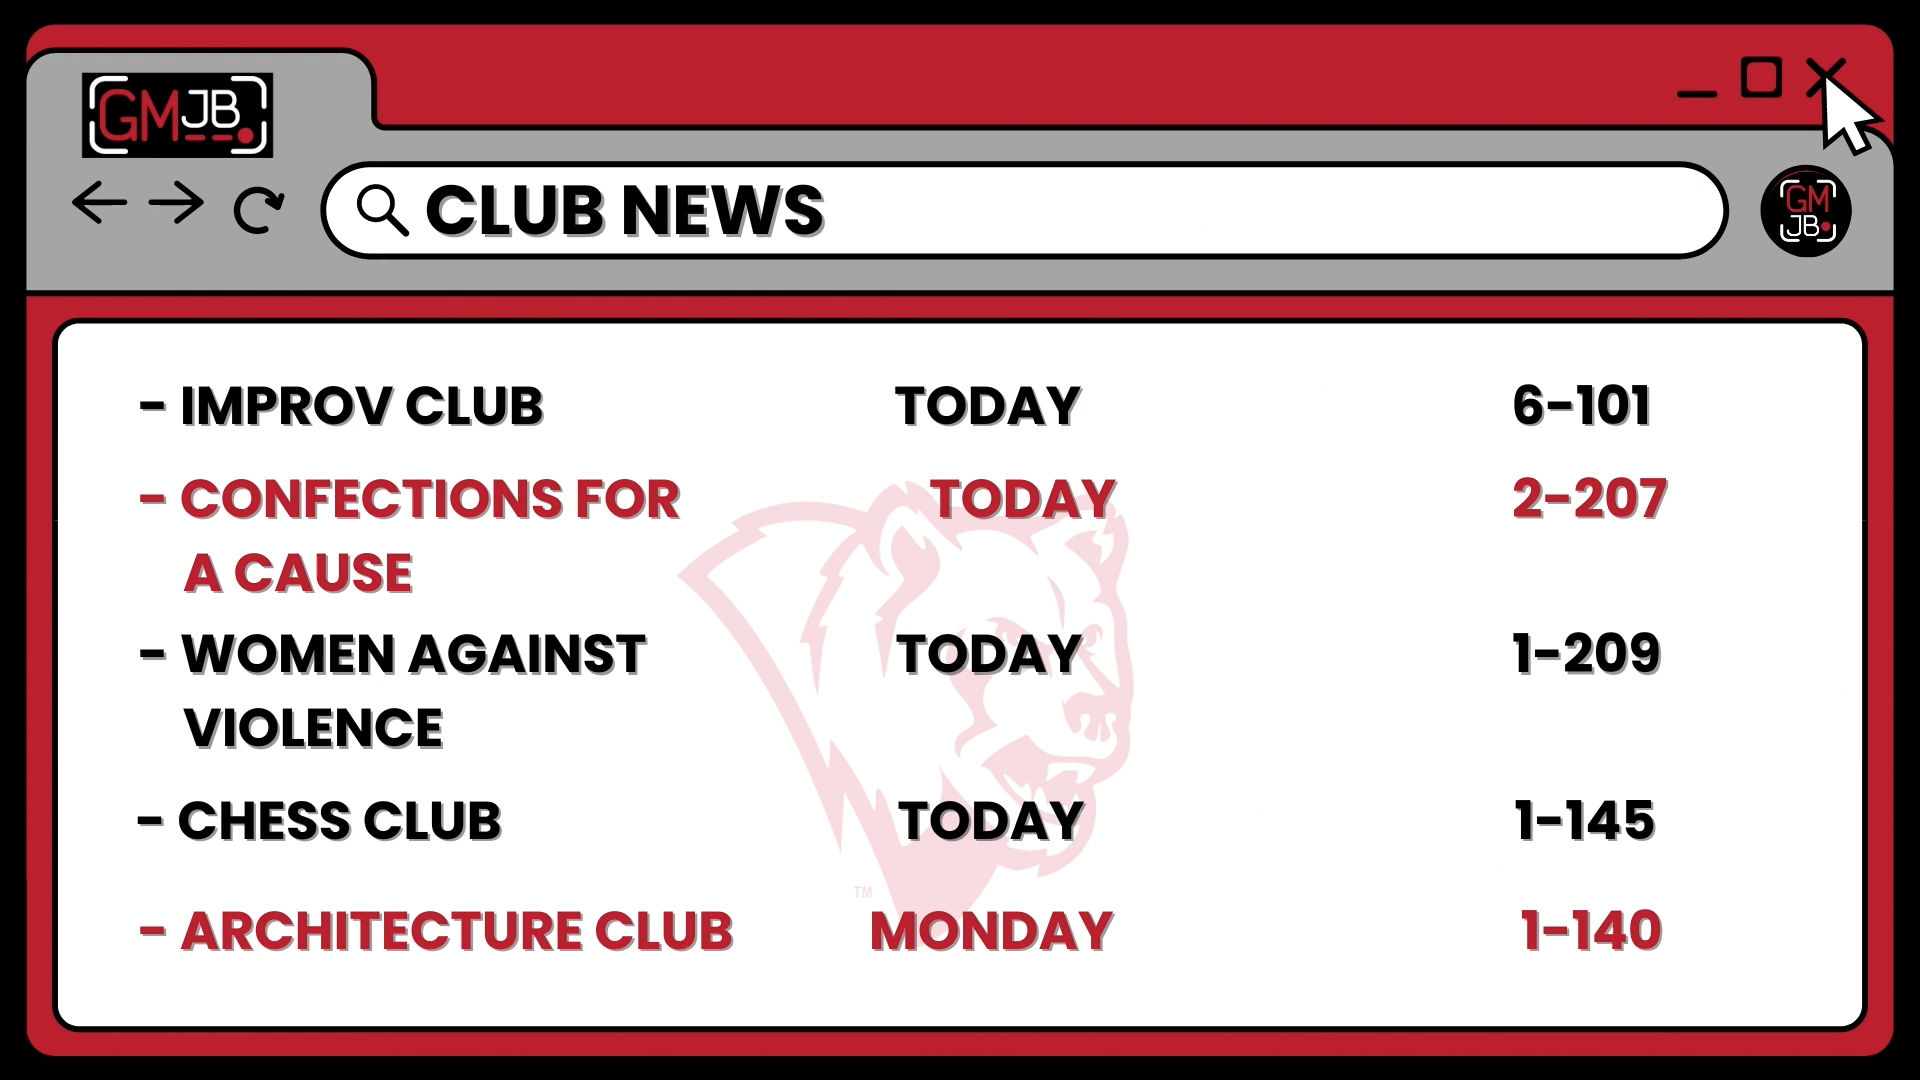 GMJB.
CLUB NEWS
GM
JB.
- IMPROV CLUB TODAY 6-101
- CONFECTIONS FOR TODAY 2-207
A CAUSE
- WOMEN AGAINST TODAY 1-209
VIOLENCE
- CHESS CLUB TODAY 1-145
TM
- ARCHITECTURE CLUB MONDAY 1-140